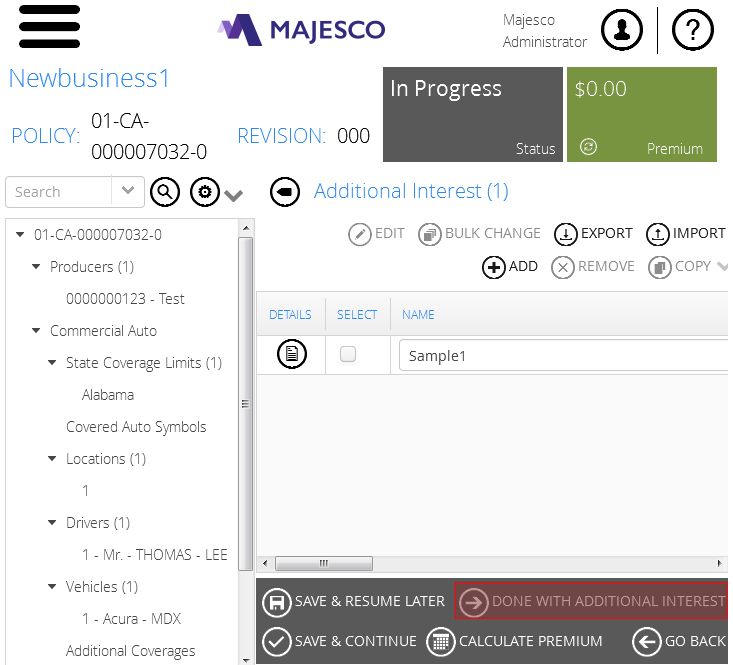 MAJESCO
Majesco
Administrator
?
Newbusiness1
POLICY: 01-CA-
000007032-0
REVISION: 000
In Progress
Status
$0.00
Premium
Search
Additional Interest (1)
EDIT BULK CHANGE EXPORT IMPORT
ADD REMOVE COPY
01-CA-000007032-0
Producers (1)
0000000123 - Test
Commercial Auto
State Coverage Limits (1)
Alabama
Covered Auto Symbols
Locations (1)
1
Drivers (1)
1 - Mr. - THOMAS - LEE
Vehicles (1)
1 - Acura - MDX
Additional Coverages
DETAILS SELECT NAME
Sample1
SAVE & RESUME LATER DONE WITH ADDITIONAL INTEREST
SAVE & CONTINUE CALCULATE PREMIUM GO BACK